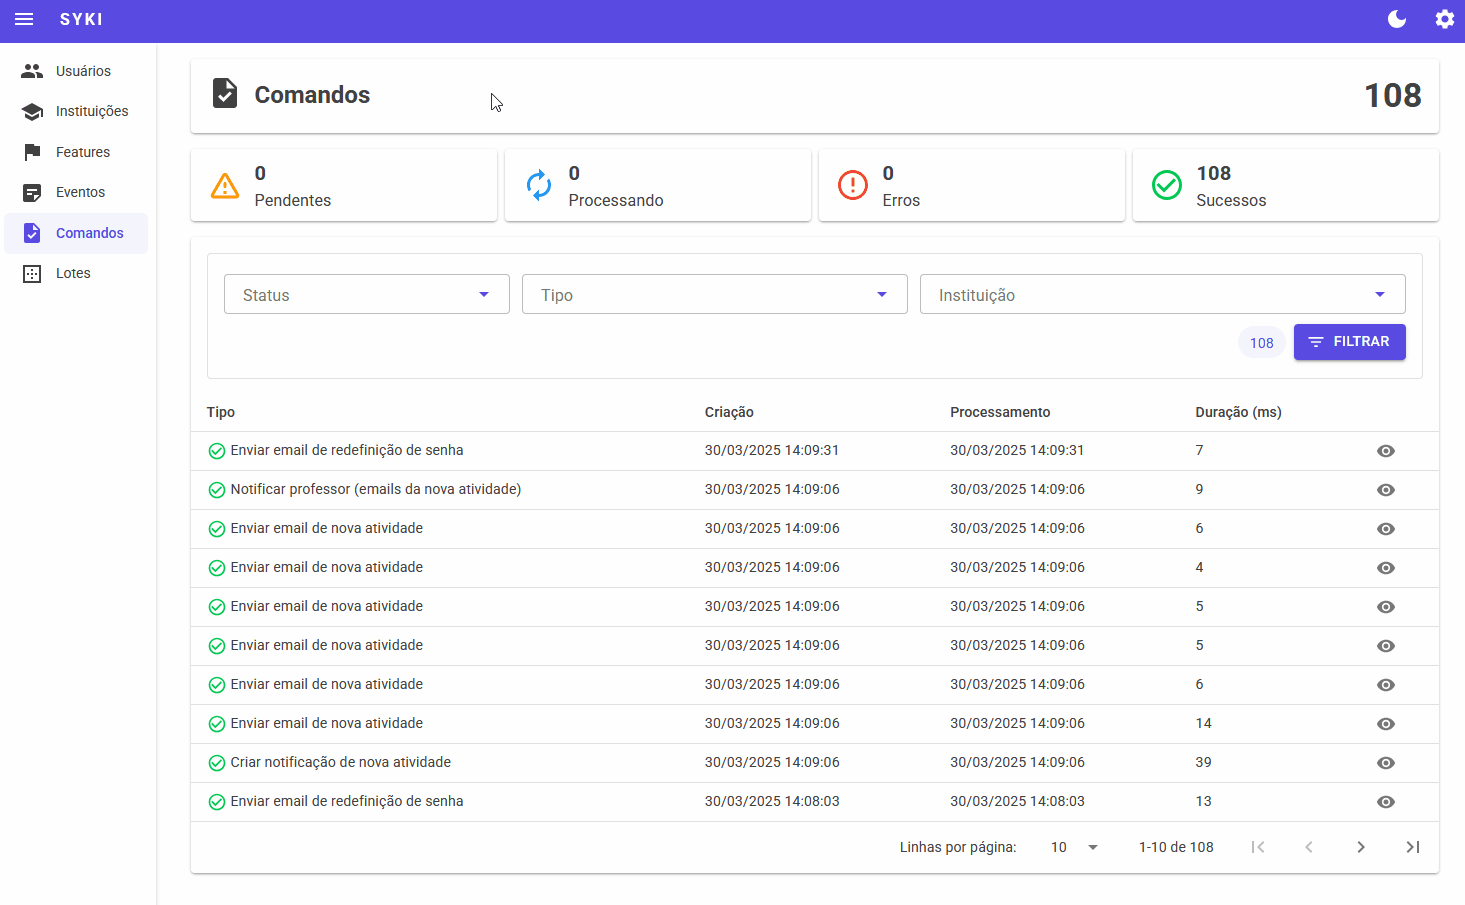 SYKI
Usuários
Instituições
Features
Eventos
Comandos
Lotes
Comandos
108
0
Pendentes
0
Processando
0
Erros
108
Sucessos
Status
Tipo
Instituição
108
FILTRAR
Tipo Criação Processamento Duração (ms)
Enviar email de redefinição de senha 30/03/2025 14:09:31 30/03/2025 14:09:31 7
Notificar professor (emails da nova atividade) 30/03/2025 14:09:06 30/03/2025 14:09:06 9
Enviar email de nova atividade 30/03/2025 14:09:06 30/03/2025 14:09:06 6
Enviar email de nova atividade 30/03/2025 14:09:06 30/03/2025 14:09:06 4
Enviar email de nova atividade 30/03/2025 14:09:06 30/03/2025 14:09:06 5
Enviar email de nova atividade 30/03/2025 14:09:06 30/03/2025 14:09:06 5
Enviar email de nova atividade 30/03/2025 14:09:06 30/03/2025 14:09:06 6
Enviar email de nova atividade 30/03/2025 14:09:06 30/03/2025 14:09:06 14
Criar notificação de nova atividade 30/03/2025 14:09:06 30/03/2025 14:09:06 39
Enviar email de redefinição de senha 30/03/2025 14:08:03 30/03/2025 14:08:03 13
Linhas por página: 10 1-10 de 108